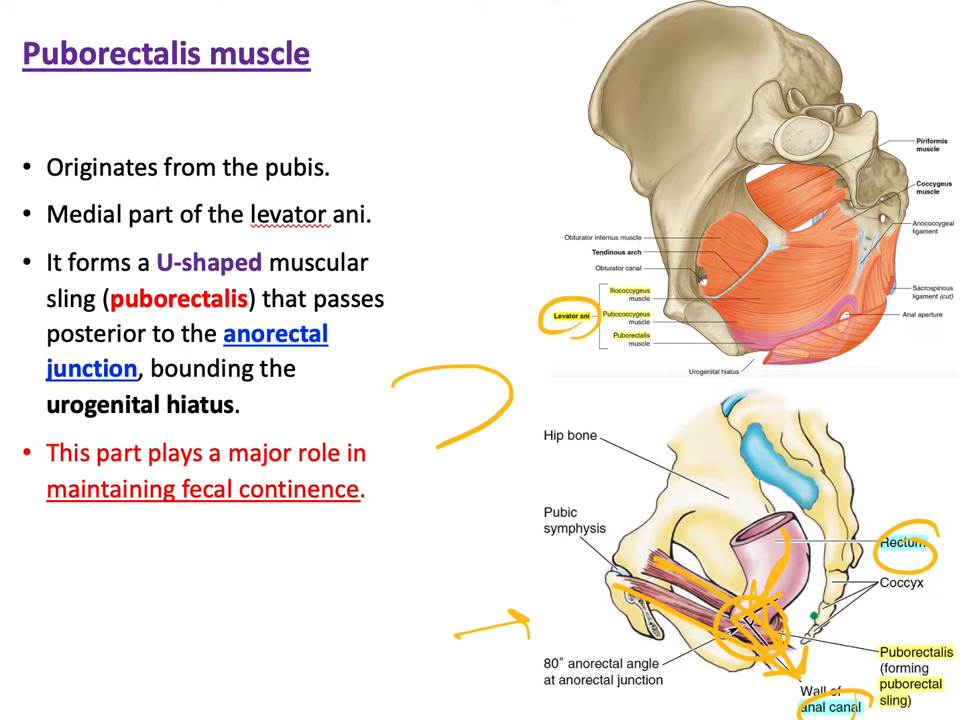 Puborectalis muscle
• Originates from the pubis.
• Medial part of the levator ani.
• It forms a U-shaped muscular
sling (puborectalis) that passes
posterior to the anorectal
junction, bounding the
urogenital hiatus.
• This part plays a major role in
maintaining fecal continence.
Piriformis
muscle
Coccygeus
muscle
Anococcygeal
ligament
Sacrospinous
ligament (cut)
Anal aperture
Obturator internus muscle
Tendinous arch
Obturator canal
Levator ani
Iliococcygeus
muscle
Pubococcygeus
muscle
Puborectalis
muscle
Urogenital hiatus
Hip bone
Pubic
symphysis
Rectum
Coccyx
80° anorectal angle
at anorectal junction
Wall of
anal canal
Puborectalis
(forming
puborectal
sling)